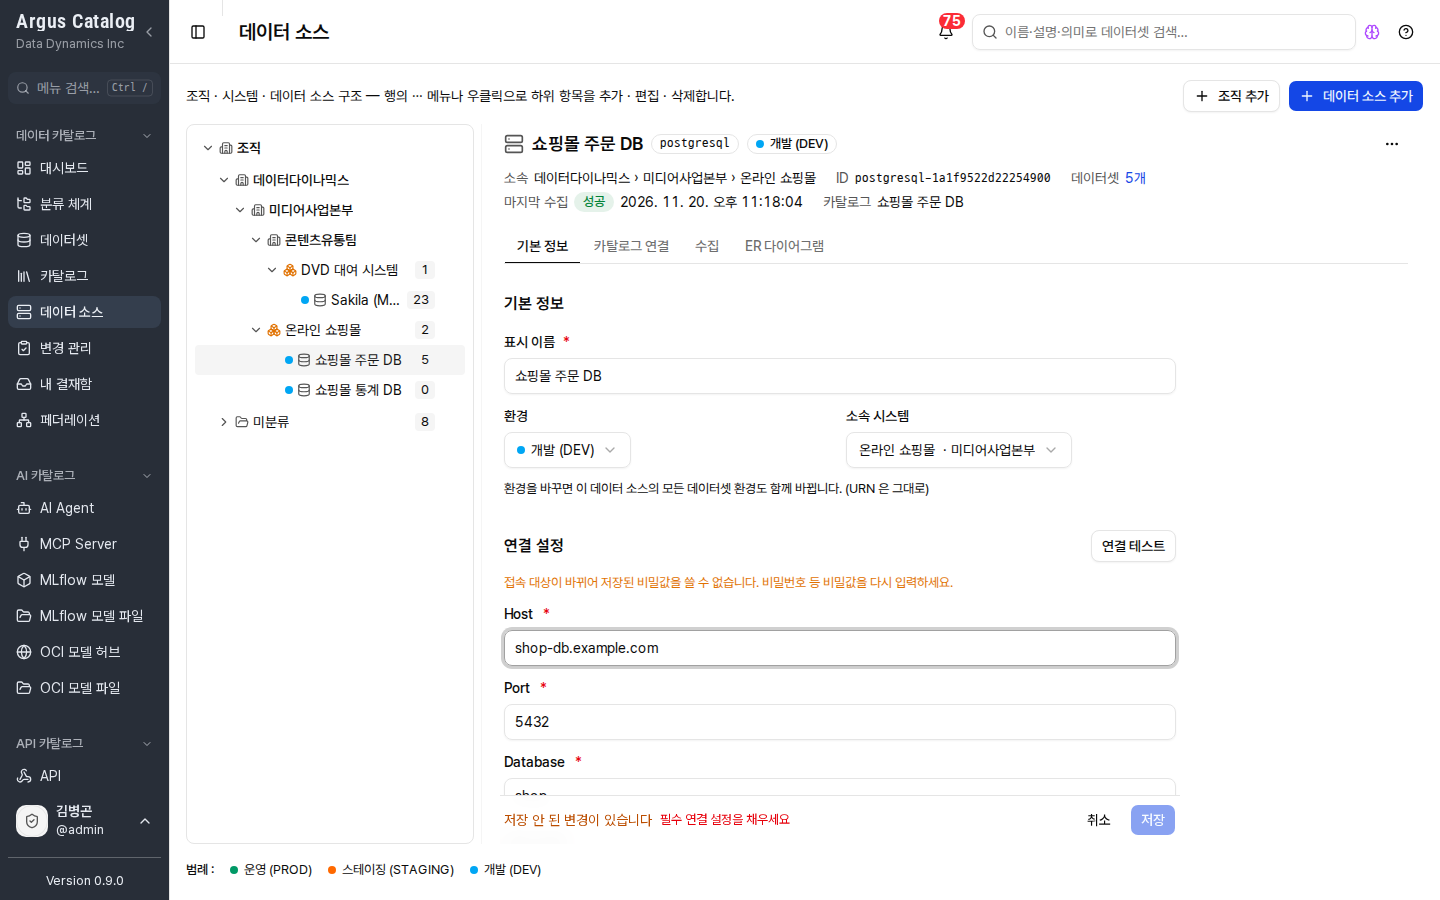 Argus Catalog
Data Dynamics Inc
메뉴 검색... Ctrl /
데이터 카탈로그
대시보드
분류 체계
데이터셋
카탈로그
데이터 소스
변경 관리
내 결재함
페더레이션
AI 카탈로그
AI Agent
MCP Server
MLflow 모델
MLflow 모델 파일
OCI 모델 허브
OCI 모델 파일
API 카탈로그
API
김병곤
@admin
Version 0.9.0
데이터 소스
75
이름·설명·의미로 데이터셋 검색...
조직 · 시스템 · 데이터 소스 구조 — 행의 ··· 메뉴나 우클릭으로 하위 항목을 추가 · 편집 · 삭제합니다.
조직 추가
데이터 소스 추가
조직
데이터다이나믹스
미디어사업본부
콘텐츠유통팀
DVD 대여 시스템 1
Sakila (M... 23
온라인 쇼핑몰 2
쇼핑몰 주문 DB 5
쇼핑몰 통계 DB 0
미분류 8
쇼핑몰 주문 DB postgresql 개발 (DEV)
소속 데이터다이나믹스 › 미디어사업본부 › 온라인 쇼핑몰 ID postgresql-1a1f9522d22254900 데이터셋 5개
마지막 수집 성공 2026. 11. 20. 오후 11:18:04 카탈로그 쇼핑몰 주문 DB
기본 정보 카탈로그 연결 수집 ER 다이어그램
기본 정보
표시 이름 *
쇼핑몰 주문 DB
환경 소속 시스템
개발 (DEV) 온라인 쇼핑몰 · 미디어사업본부
환경을 바꾸면 이 데이터 소스의 모든 데이터셋 환경도 함께 바뀝니다. (URN 은 그대로)
연결 설정 연결 테스트
접속 대상이 바뀌어 저장된 비밀값을 쓸 수 없습니다. 비밀번호 등 비밀값을 다시 입력하세요.
Host *
shop-db.example.com
Port *
5432
Database *
shop
저장 안 된 변경이 있습니다 필수 연결 설정을 채우세요 취소 저장
범례 : 운영 (PROD) 스테이징 (STAGING) 개발 (DEV)